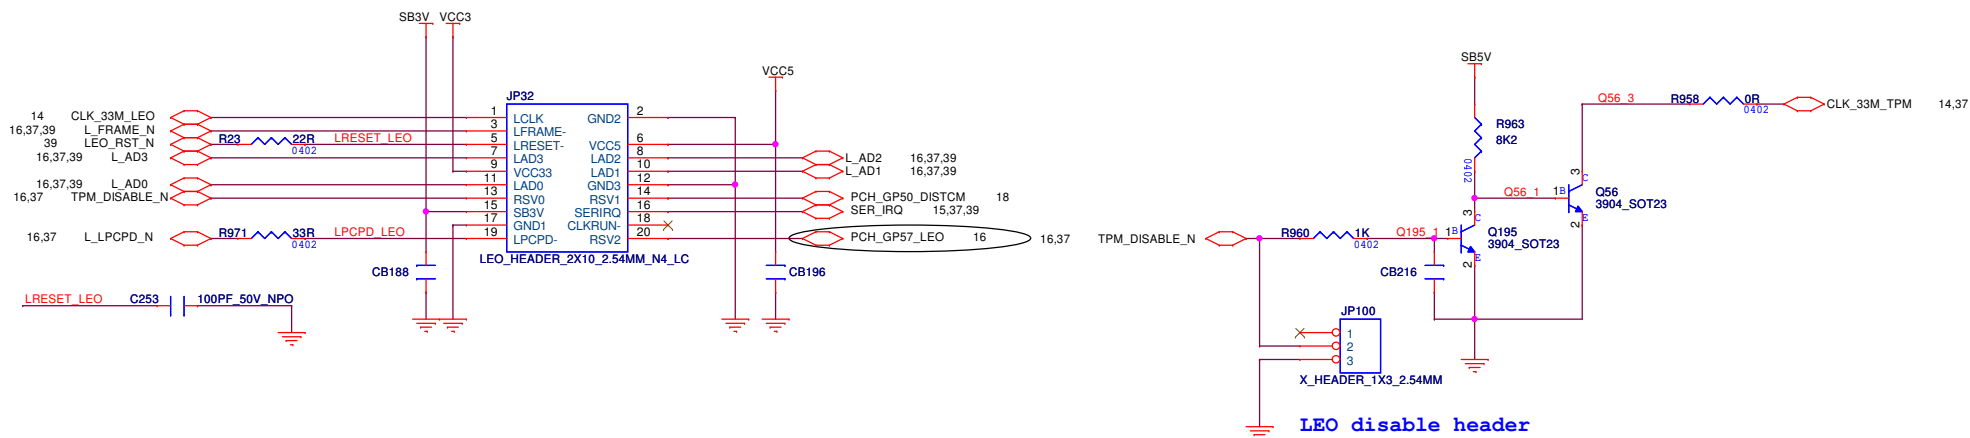 SB3V VCC3
VCC5
SB5V
JP32
14 CLK_33M_LEO 1 LCLK GND2 2
16,37,39 L_FRAME_N 3 LFRAME-
39 LEO_RST_N R23 22R 0402 LRESET_LEO 5 LRESET- VCC5 6
16,37,39 L_AD3 7 LAD3 LAD2 8 L_AD2 16,37,39
9 VCC33 LAD1 10 L_AD1 16,37,39
16,37,39 L_AD0 11 LAD0 GND3 12
16,37 TPM_DISABLE_N 13 RSV0 RSV1 14 PCH_GP50_DISTCM 18
15 SB3V SERIRQ 16 SER_IRQ 15,37,39
17 GND1 CLKRUN- 18
16,37 L_LPCPD_N R971 33R 0402 LPCPD_LEO 19 LPCPD- RSV2 20 PCH_GP57_LEO 16
LEO_HEADER_2X10_2.54MM_N4_LC
CB188
CB196
LRESET_LEO C253 100PF_50V_NPO
Q56_3 R958 0R 0402 CLK_33M_TPM 14,37
R963
8K2
0402
Q56_1 1 B 3 C E 2
Q56
3904_SOT23
16,37 TPM_DISABLE_N R960 1K 0402 Q195_1 1 B 3 C E 2
Q195
3904_SOT23
CB216
JP100
1
2
3
X_HEADER_1X3_2.54MM
LEO disable header